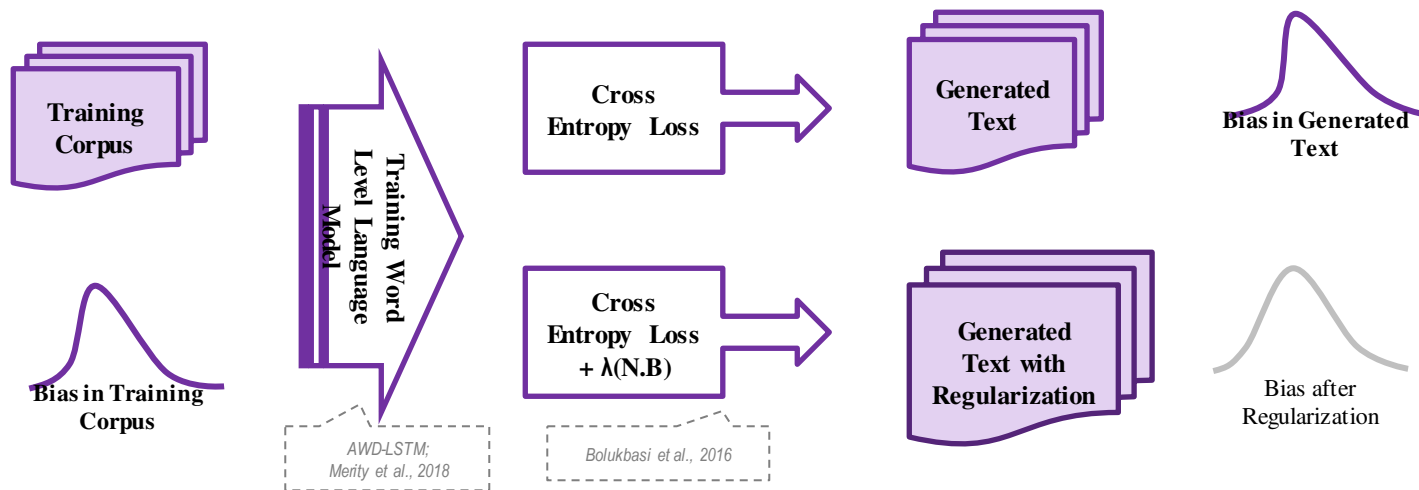 Training
Corpus
Bias in Training
Corpus
Training Word
Level Language
Model
AWD-LSTM;
Merity et al., 2018
Cross
Entropy Loss
Cross
Entropy Loss
+ λ(N.B)
Bolukbasi et al., 2016
Generated
Text
Bias in Generated
Text
Generated
Text with
Regularization
Bias after
Regularization